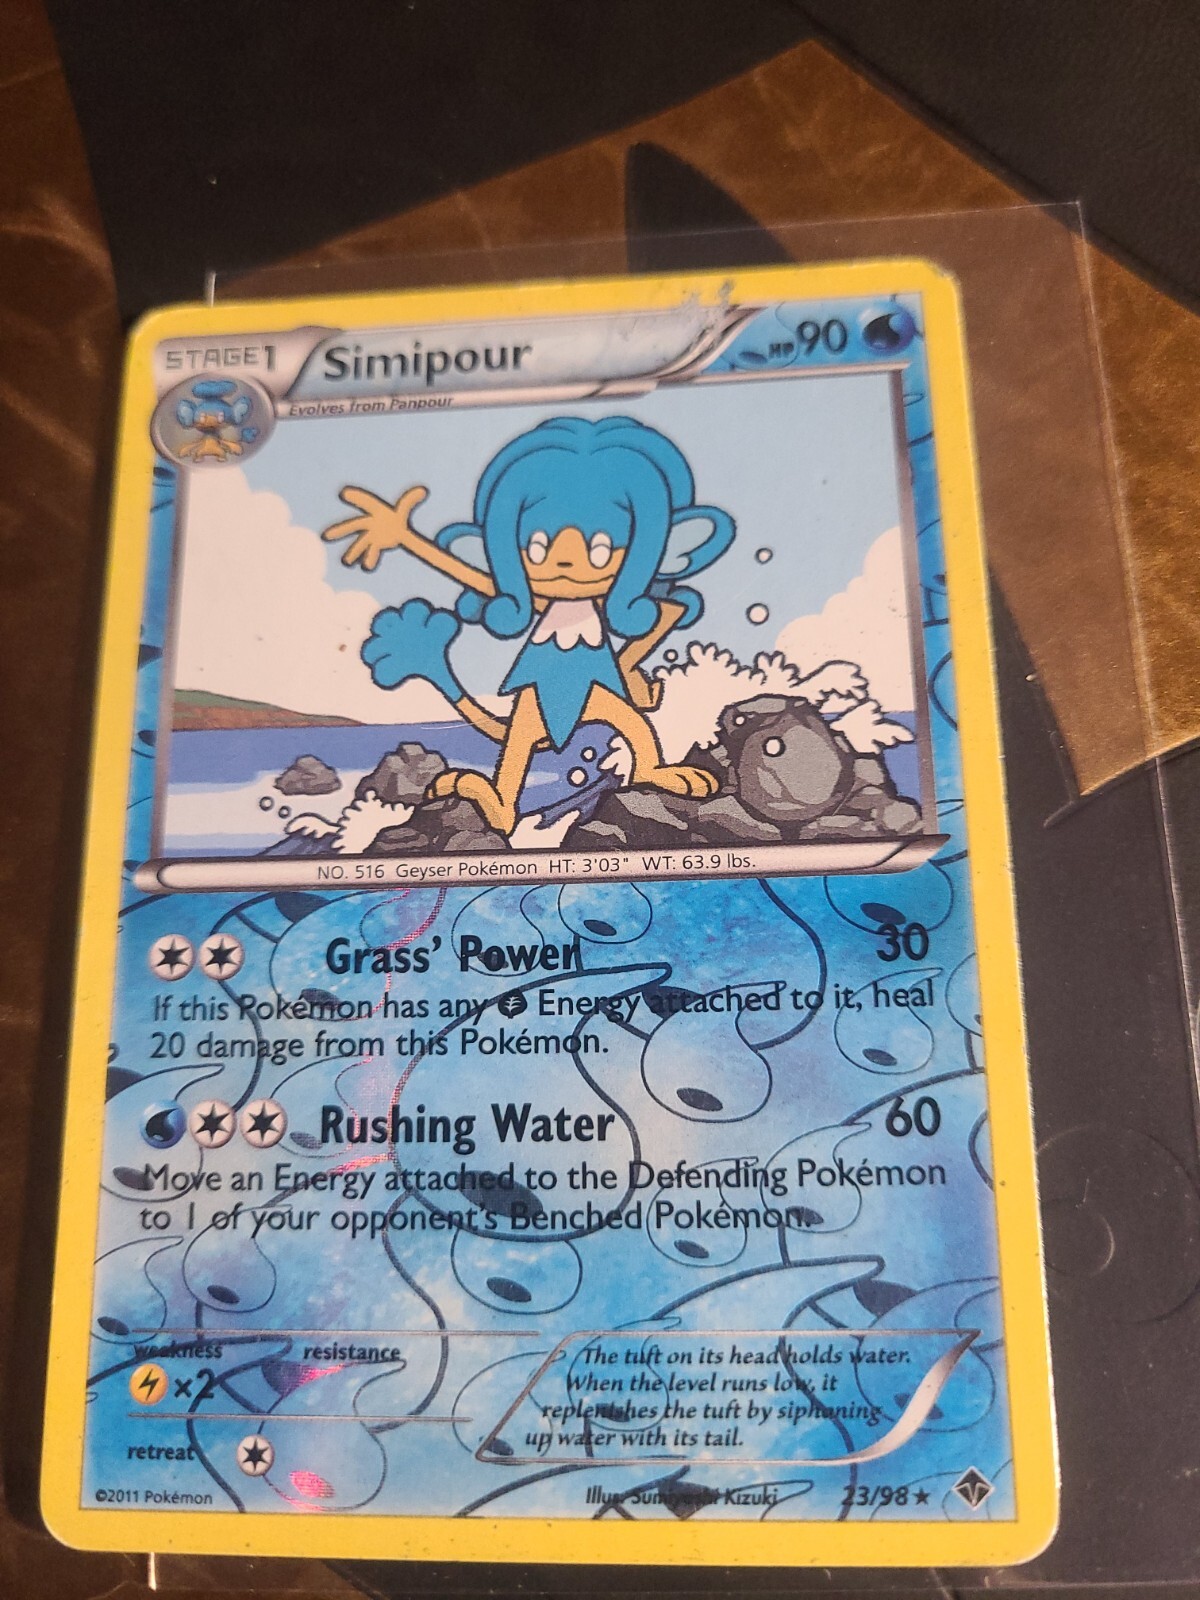 STAGE1 Simipour HP90
Evolves from Panpour
NO. 516 Geyser Pokémon HT: 3'03" WT: 63.9 lbs.
Grass' Power 30
If this Pokémon has any Energy attached to it, heal
20 damage from this Pokémon.
Rushing Water 60
Move an Energy attached to the Defending Pokémon
to 1 of your opponent's Benched Pokémon.
weakness resistance
×2
retreat
The tuft on its head holds water.
When the level runs low, it
replenishes the tuft by siphoning
up water with its tail.
©2011 Pokémon Illus. Sumiyoshi Kizuki 23/98 ★